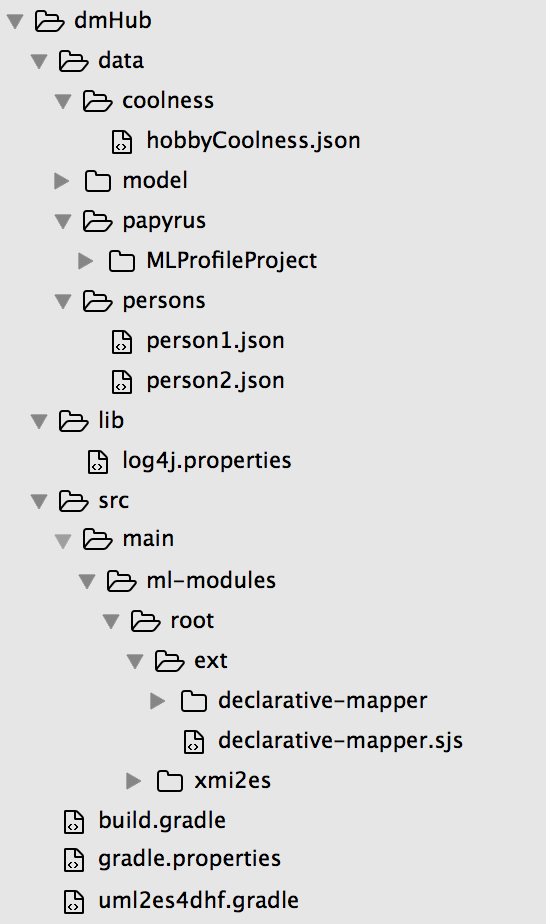 dmHub
data
coolness
hobbyCoolness.json
model
papyrus
MLProfileProject
persons
person1.json
person2.json
lib
log4j.properties
src
main
ml-modules
root
ext
declarative-mapper
declarative-mapper.sjs
xmi2es
build.gradle
gradle.properties
uml2es4dhf.gradle